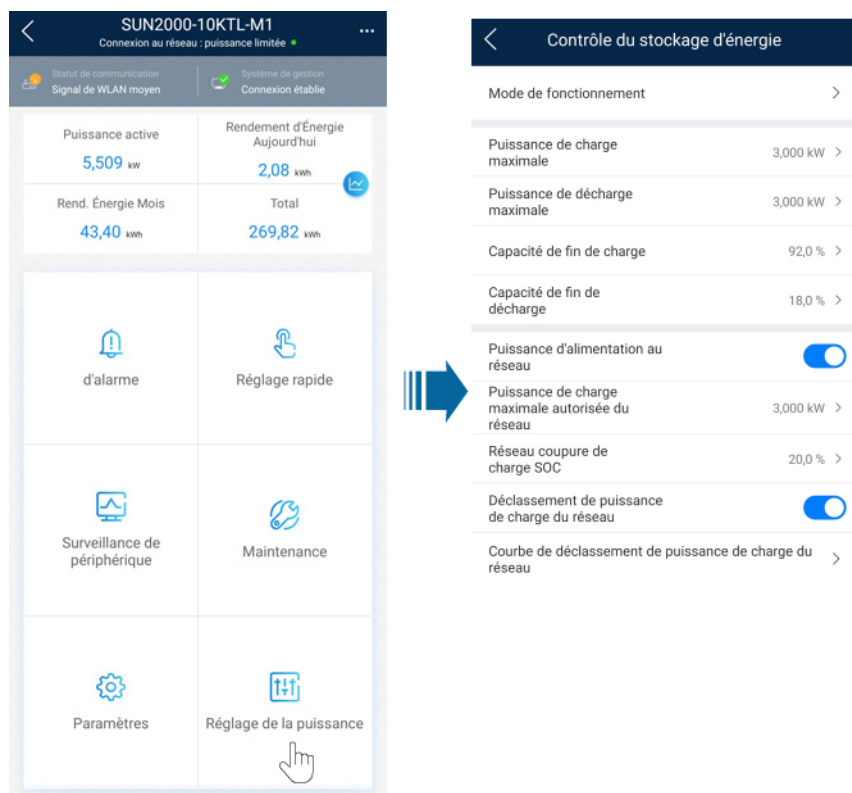 SUN2000-10KTL-M1
Connexion au réseau : puissance limitée
Statut de communication
Signal de WLAN moyen
Système de gestion
Connexion établie
Puissance active
5,509 kW
Rendement d'Énergie
Aujourd'hui
2,08 kWh
Rend. Énergie Mois
43,40 kWh
Total
269,82 kWh
d'alarme
Réglage rapide
Surveillance de
périphérique
Maintenance
Paramètres
Réglage de la puissance
Contrôle du stockage d'énergie
Mode de fonctionnement
Puissance de charge
maximale
3,000 kW
Puissance de décharge
maximale
3,000 kW
Capacité de fin de charge
92,0 %
Capacité de fin de
décharge
18,0 %
Puissance d'alimentation au
réseau
Puissance de charge
maximale autorisée du
réseau
3,000 kW
Réseau coupure de
charge SOC
20,0 %
Déclassement de puissance
de charge du réseau
Courbe de déclassement de puissance de charge du
réseau